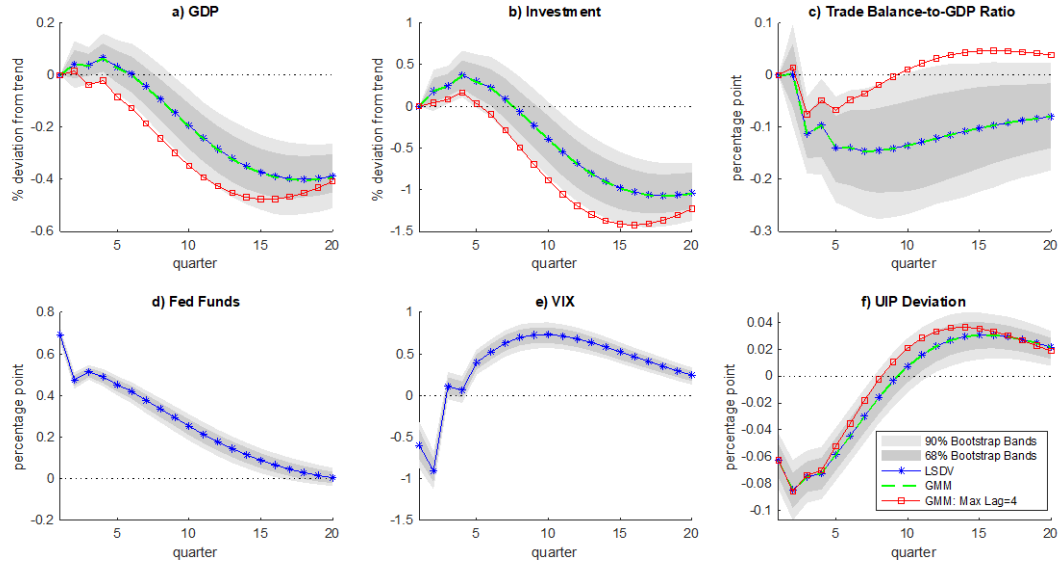 a) GDP
% deviation from trend
0.2
0
-0.2
-0.4
-0.6
5
10
15
20
quarter
b) Investment
% deviation from trend
1
0.5
0
-0.5
-1
-1.5
5
10
15
20
quarter
c) Trade Balance-to-GDP Ratio
percentage point
0.1
0
-0.1
-0.2
-0.3
5
10
15
20
quarter
d) Fed Funds
percentage point
0.8
0.6
0.4
0.2
0
-0.2
5
10
15
20
quarter
e) VIX
1
0.5
0
-0.5
-1
-1.5
5
10
15
20
quarter
f) UIP Deviation
percentage point
0.04
0.02
0
-0.02
-0.04
-0.06
-0.08
-0.1
5
10
15
20
quarter
90% Bootstrap Bands
68% Bootstrap Bands
LSDV
GMM
GMM: Max Lag=4